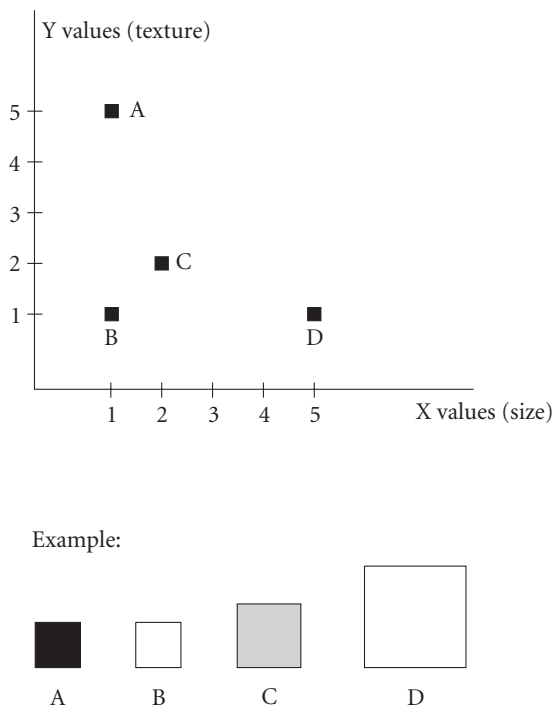 Y values (texture)
5
A
4
3
2
C
1
B
D
1 2 3 4 5
X values (size)
Example:
A B C D